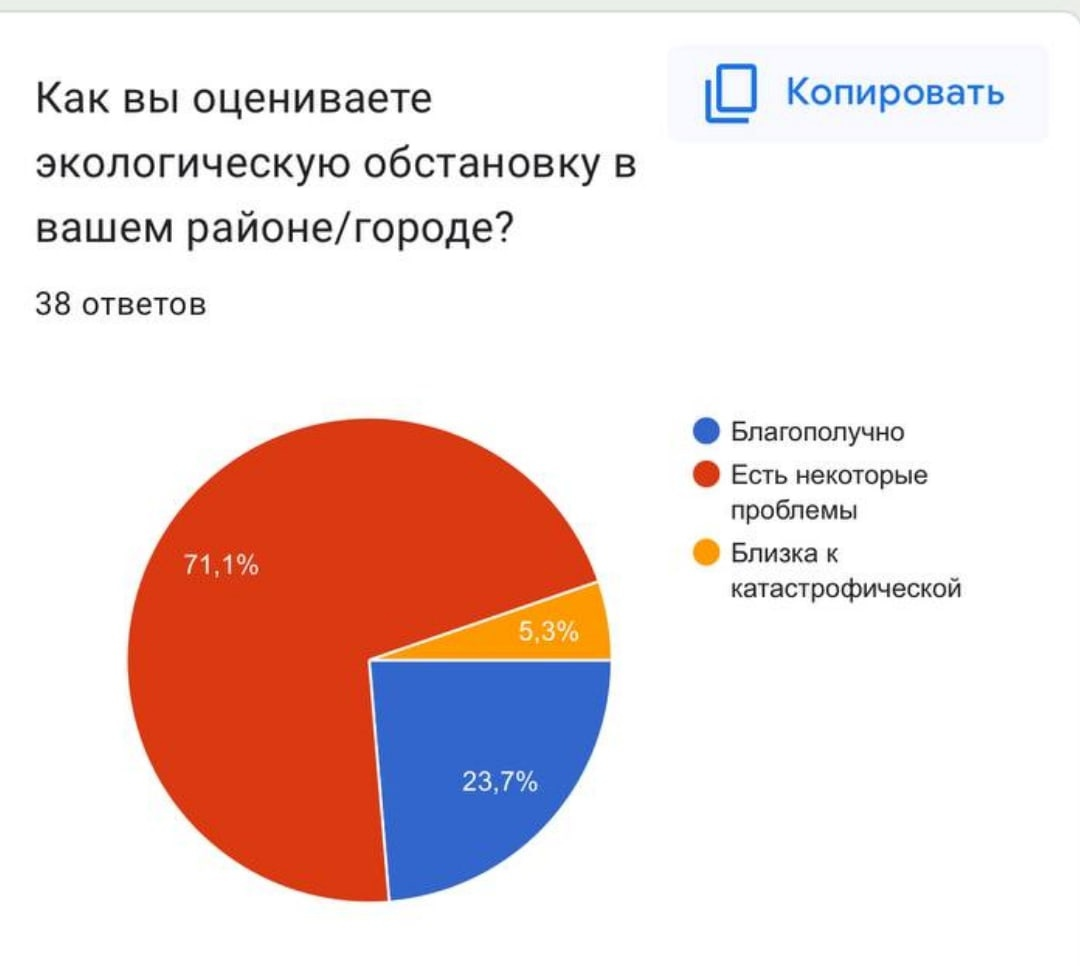 Как вы оцениваете
экологическую обстановку в
вашем районе/городе?
Копировать
38 ответов
Благополучно
Есть некоторые
проблемы
Близка к
катастрофической
71,1%
5,3%
23,7%